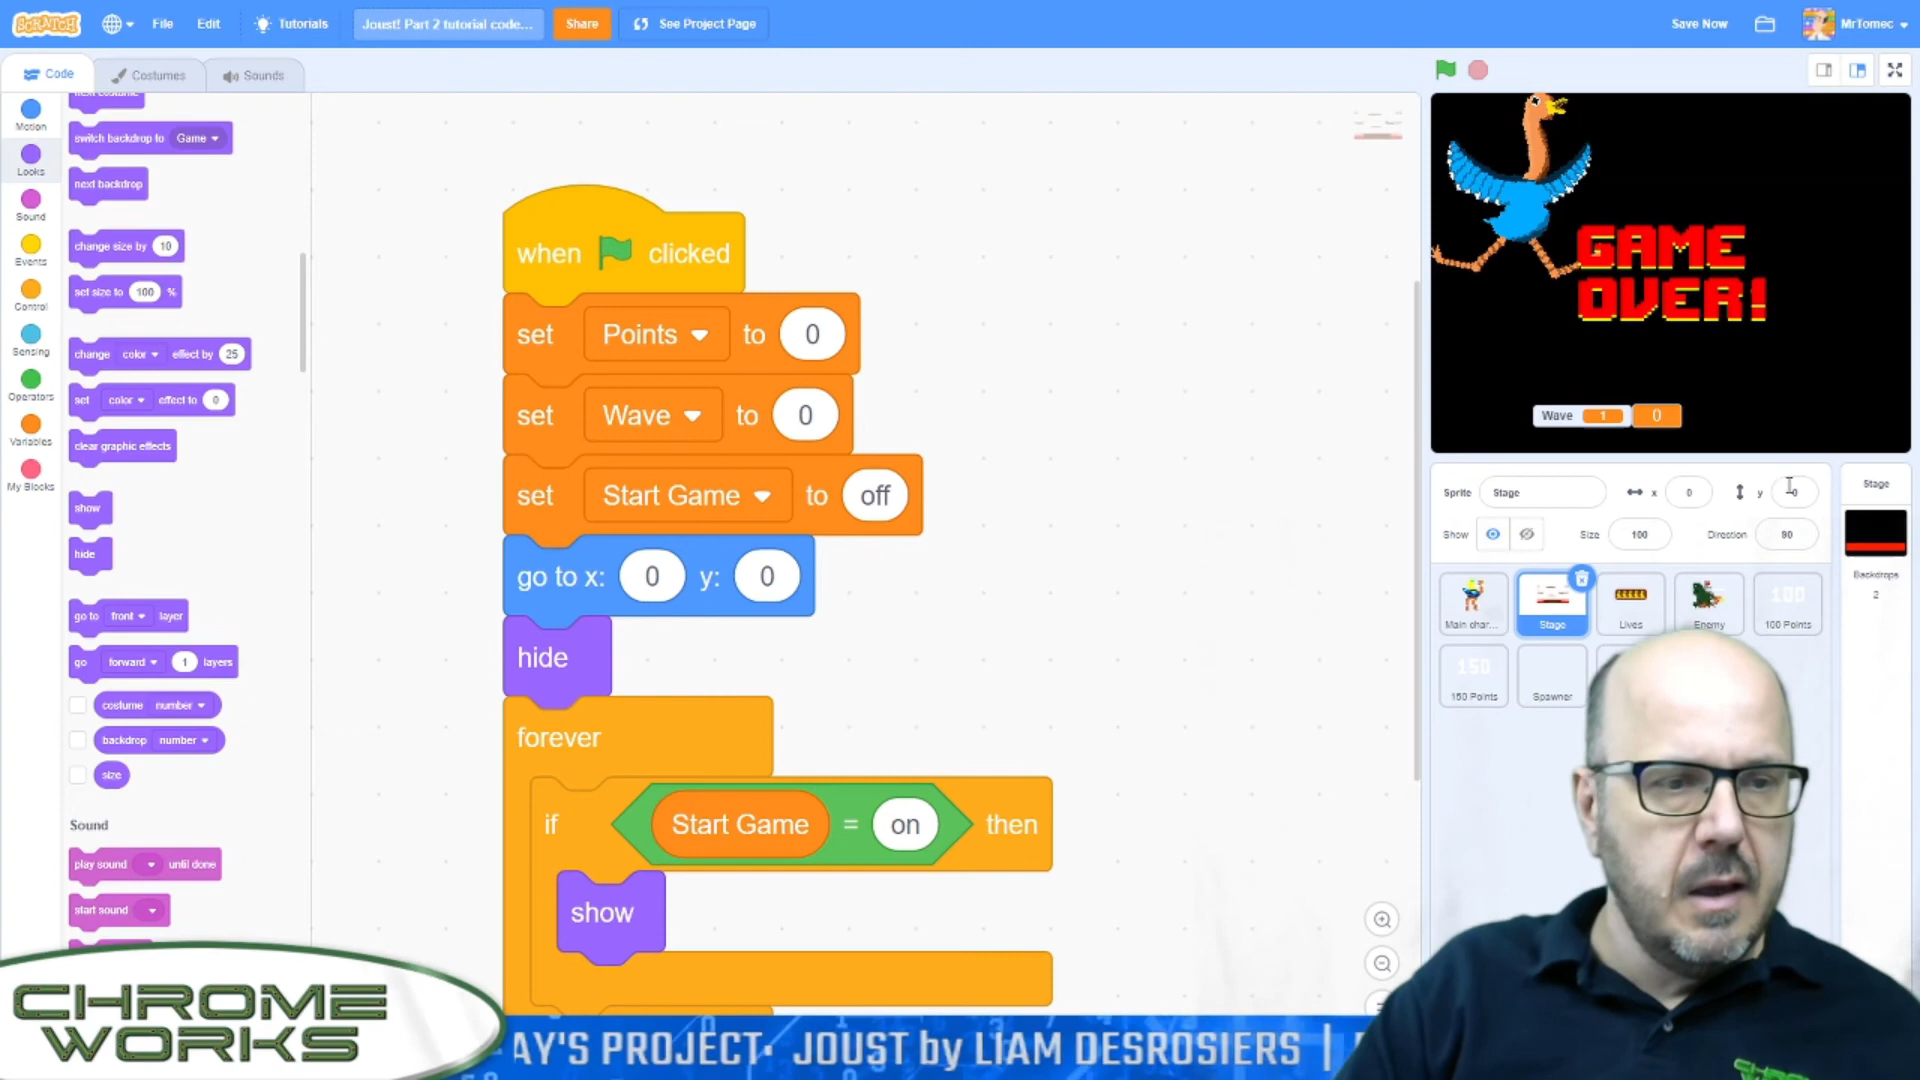 SCRATCH File Edit Tutorials Joust! Part 2 tutorial code... Share See Project Page Save Now MrTomec
Code Costumes Sounds
Motion
Looks
Sound
Events
Control
Sensing
Operators
Variables
My Blocks
next costume
switch backdrop to Game
next backdrop
change size by 10
set size to 100 %
change color effect by 25
set color effect to 0
clear graphic effects
show
hide
go to front layer
go forward 1 layers
costume number
backdrop number
size
Sound
play sound until done
start sound
when clicked
set Points to 0
set Wave to 0
set Start Game to off
go to x: 0 y: 0
hide
forever
if Start Game = on then
show
GAME
OVER!
Wave 1 0
Sprite Stage x 0 y 0
Show Size 100 Direction 90
Main char... Stage Lives Enemy 100 100 Points
150 150 Points Spawner
Stage
Backdrops
2
CHROME
WORKS
AY'S PROJECT: JOUST by LIAM DESROSIERS |